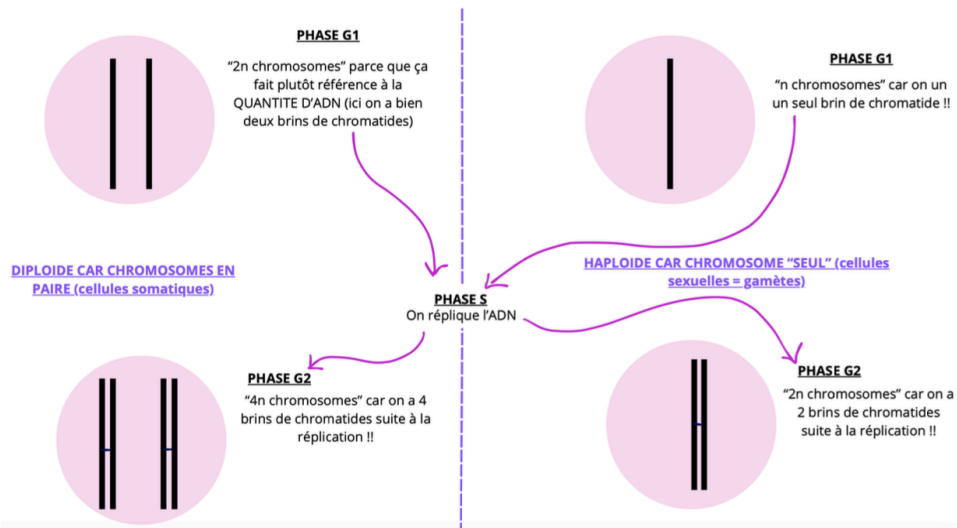 PHASE G1
“2n chromosomes” parce que ça
fait plutôt référence à la
QUANTITE D’ADN (ici on a bien
deux brins de chromatides)
PHASE G1
“n chromosomes” car on un
un seul brin de chromatide !!
DIPLOIDE CAR CHROMOSOMES EN
PAIRE (cellules somatiques)
HAPLOIDE CAR CHROMOSOME “SEUL” (cellules
sexuelles = gamètes)
PHASE S
On réplique l’ADN
PHASE G2
“4n chromosomes” car on a 4
brins de chromatides suite à la
réplication !!
PHASE G2
“2n chromosomes” car on a
2 brins de chromatides
suite à la réplication !!